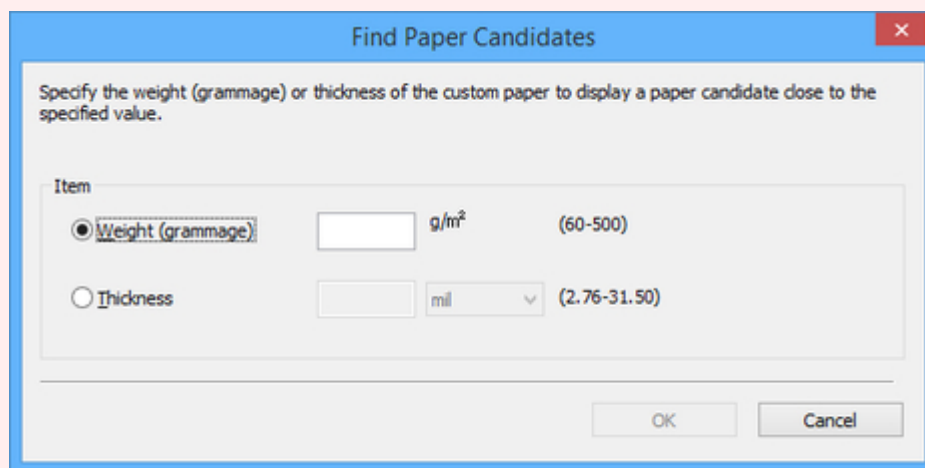 Find Paper Candidates
Specify the weight (grammage) or thickness of the custom paper to display a paper candidate close to the
specified value.
Item
Weight (grammage) g/m² (60-500)
Thickness mil (2.76-31.50)
OK Cancel